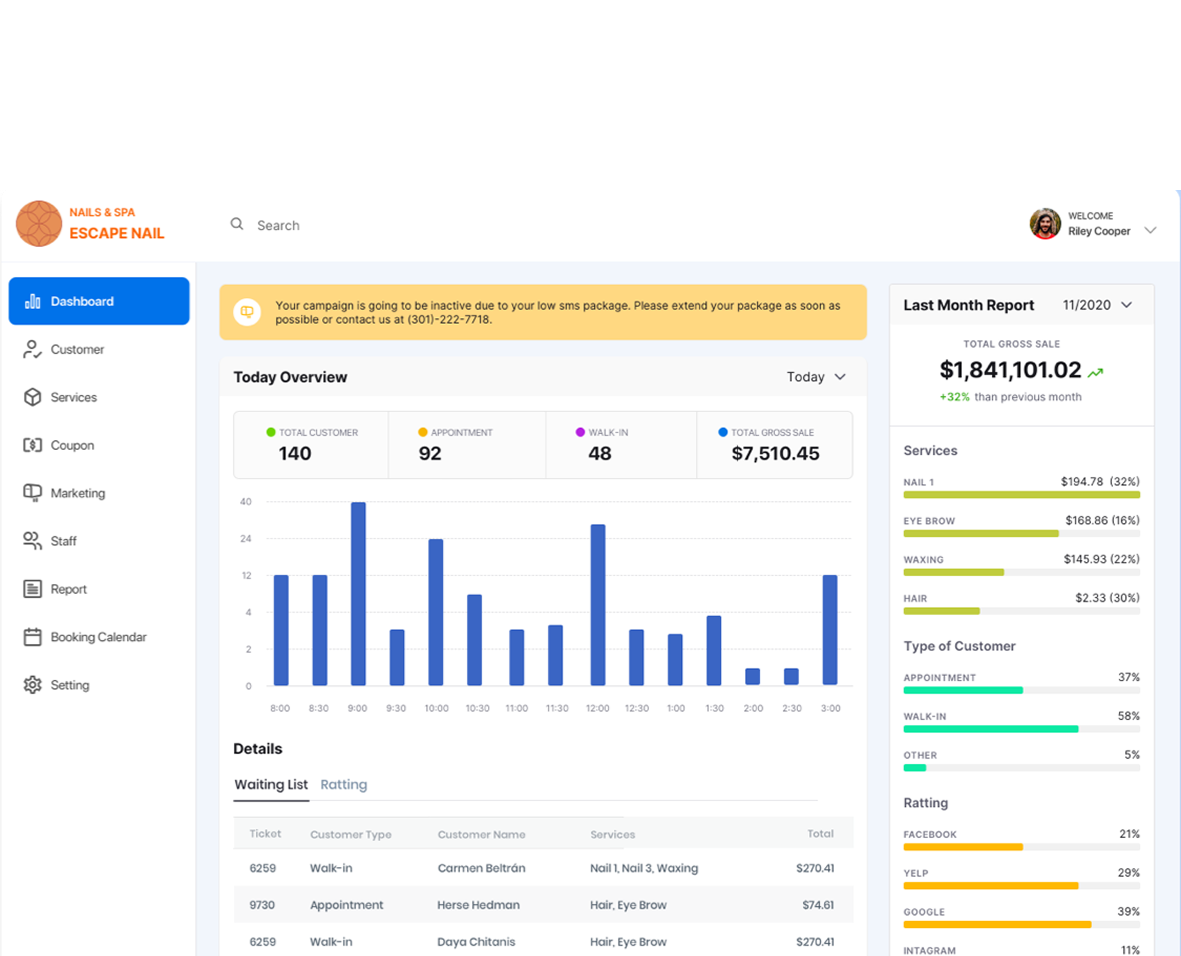 NAILS & SPA
ESCAPE NAIL
Search
WELCOME
Riley Cooper
Dashboard
Customer
Services
Coupon
Marketing
Staff
Report
Booking Calendar
Setting
Your campaign is going to be inactive due to your low sms package. Please extend your package as soon as
possible or contact us at (301)-222-7718.
Today Overview
Today
TOTAL CUSTOMER
140
APPOINTMENT
92
WALK-IN
48
TOTAL GROSS SALE
$7,510.45
40
24
12
4
2
0
8:00 8:30 9:00 9:30 10:00 10:30 11:00 11:30 12:00 12:30 1:00 1:30 2:00 2:30 3:00
Details
Waiting List Ratting
Ticket Customer Type Customer Name Services Total
6259 Walk-in Carmen Beltrán Nail 1, Nail 3, Waxing $270.41
9730 Appointment Herse Hedman Hair, Eye Brow $74.61
6259 Walk-in Daya Chitanis Hair, Eye Brow $270.41
Last Month Report 11/2020
TOTAL GROSS SALE
$1,841,101.02
+32% than previous month
Services
NAIL 1 $194.78 (32%)
EYE BROW $168.86 (16%)
WAXING $145.93 (22%)
HAIR $2.33 (30%)
Type of Customer
APPOINTMENT 37%
WALK-IN 58%
OTHER 5%
Ratting
FACEBOOK 21%
YELP 29%
GOOGLE 39%
INTAGRAM 11%